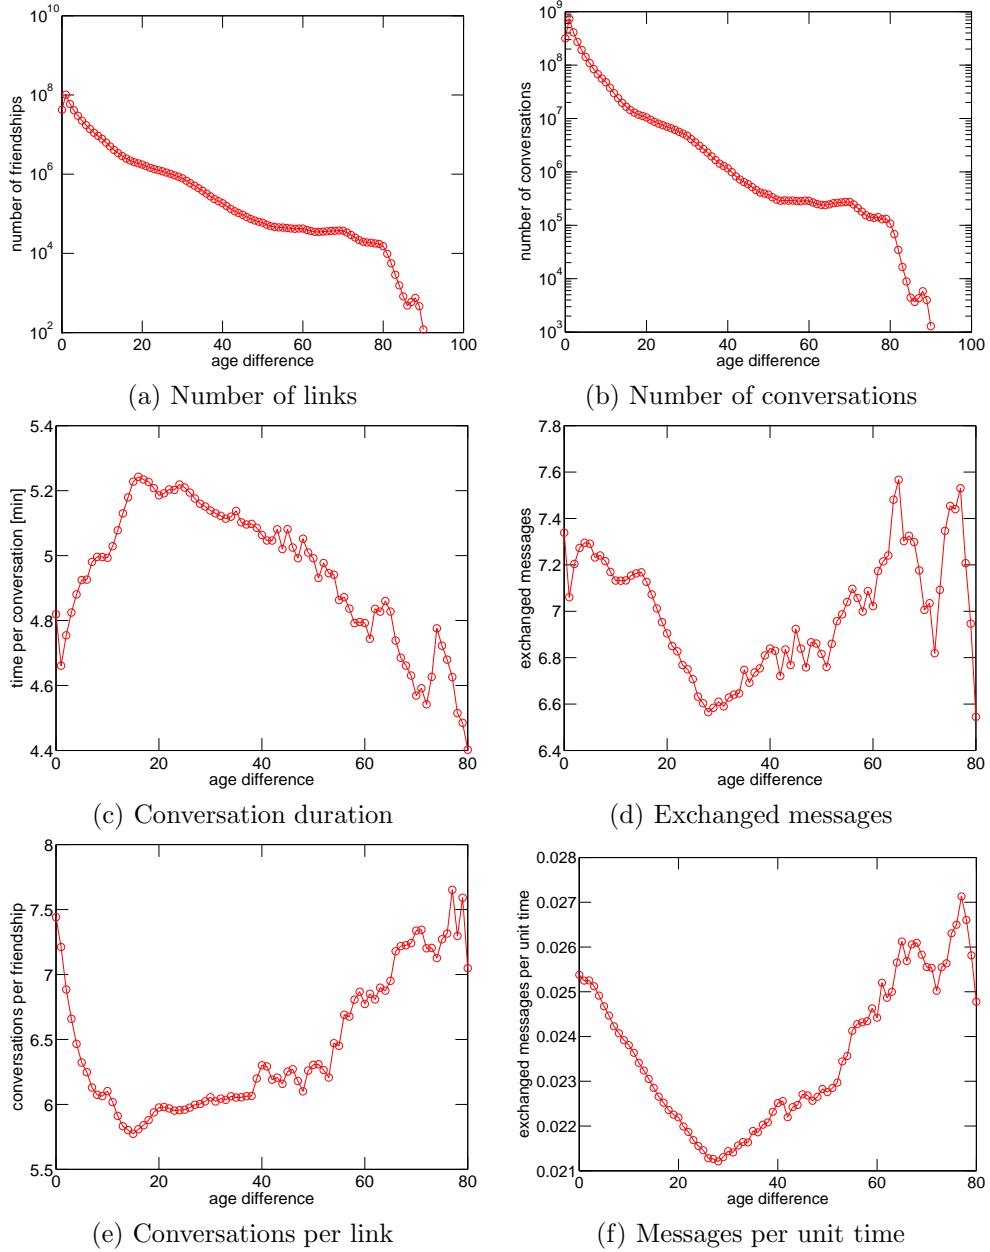 10^10
10^8
10^6
10^4
10^2
number of friendships
0 20 40 60 80 100
age difference
(a) Number of links
10^9
10^8
10^7
10^6
10^5
10^4
10^3
number of conversations
0 20 40 60 80 100
age difference
(b) Number of conversations
5.4
5.2
5
4.8
4.6
4.4
time per conversation [min]
0 20 40 60 80
age difference
(c) Conversation duration
7.8
7.6
7.4
7.2
7
6.8
6.6
6.4
exchanged messages
0 20 40 60 80
age difference
(d) Exchanged messages
8
7.5
7
6.5
6
5.5
conversations per friendship
0 20 40 60 80
age difference
(e) Conversations per link
0.028
0.027
0.026
0.025
0.024
0.023
0.022
0.021
exchanged messages per unit time
0 20 40 60 80
age difference
(f) Messages per unit time